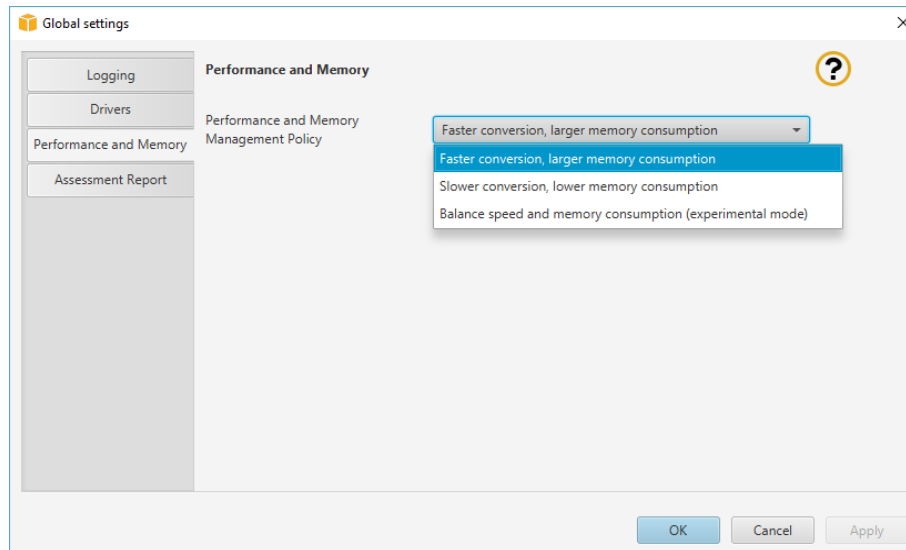 Global settings
Logging
Drivers
Performance and Memory
Assessment Report
Performance and Memory
?
Performance and Memory
Management Policy
Faster conversion, larger memory consumption
Faster conversion, larger memory consumption
Slower conversion, lower memory consumption
Balance speed and memory consumption (experimental mode)
OK
Cancel
Apply